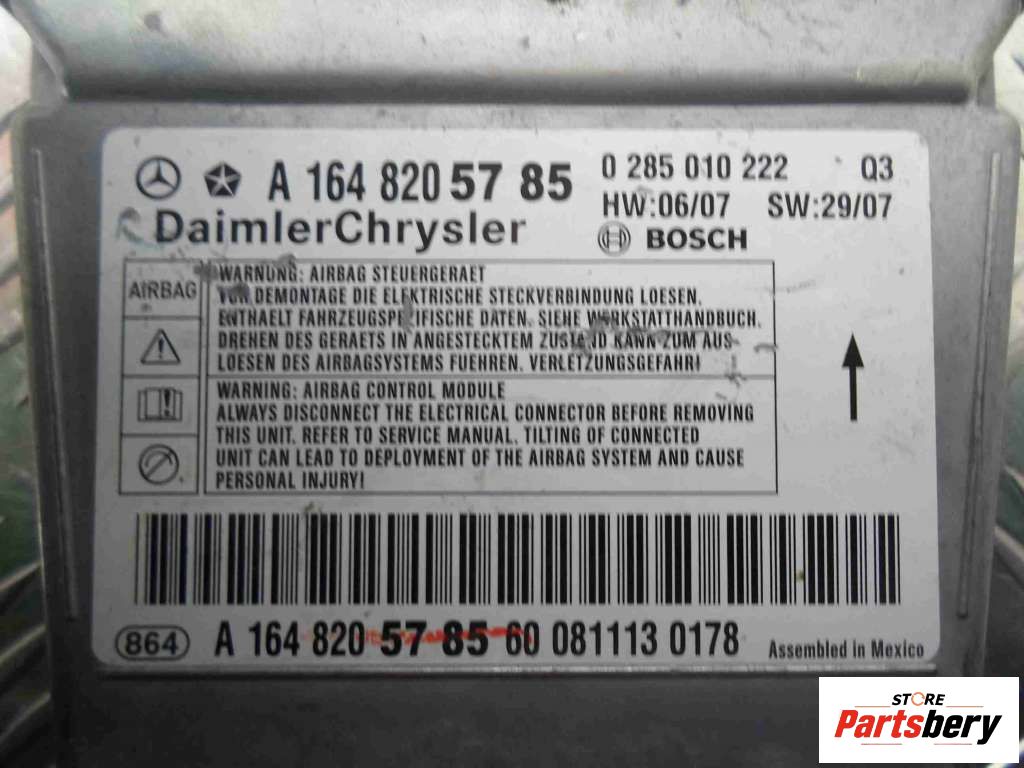 A 164 820 57 85
0 285 010 222 Q3
HW:06/07 SW:29/07
DaimlerChrysler
BOSCH
AIRBAG
WARNUNG: AIRBAG STEUERGERAET
VOR DEMONTAGE DIE ELEKTRISCHE STECKVERBINDUNG LOESEN.
ENTHAELT FAHRZEUGSPEZIFISCHE DATEN. SIEHE WERKSTATTHANDBUCH.
DREHEN DES GERAETS IN ANGESTECKTEM ZUSTAND KANN ZUM AUS-
LOESEN DES AIRBAGSYSTEMS FUEHREN. VERLETZUNGSGEFAHR!
WARNING: AIRBAG CONTROL MODULE
ALWAYS DISCONNECT THE ELECTRICAL CONNECTOR BEFORE REMOVING
THIS UNIT. REFER TO SERVICE MANUAL. TILTING OF CONNECTED
UNIT CAN LEAD TO DEPLOYMENT OF THE AIRBAG SYSTEM AND CAUSE
PERSONAL INJURY!
864 A 164 820 57 85 60 081113 0178 Assembled in Mexico
STORE
Partsbery